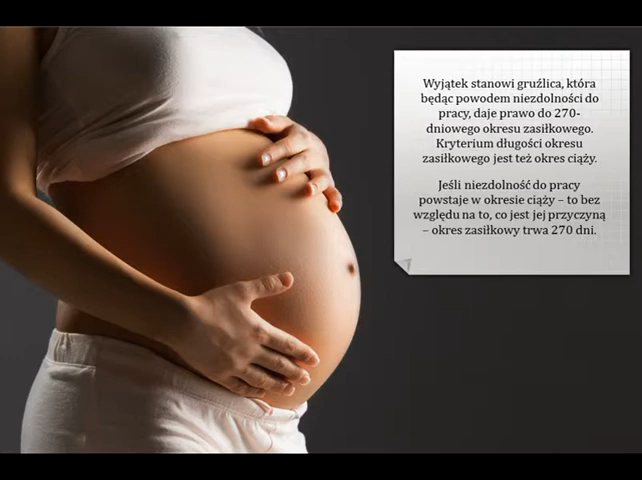 Wyjątek stanowi gruźlica, która
będąc powodem niezdolności do
pracy, daje prawo do 270-
dniowego okresu zasiłkowego.
Kryterium długości okresu
zasiłkowego jest też okres ciąży.
Jeśli niezdolność do pracy
powstaje w okresie ciąży – to bez
względu na to, co jest jej przyczyną
– okres zasiłkowy trwa 270 dni.